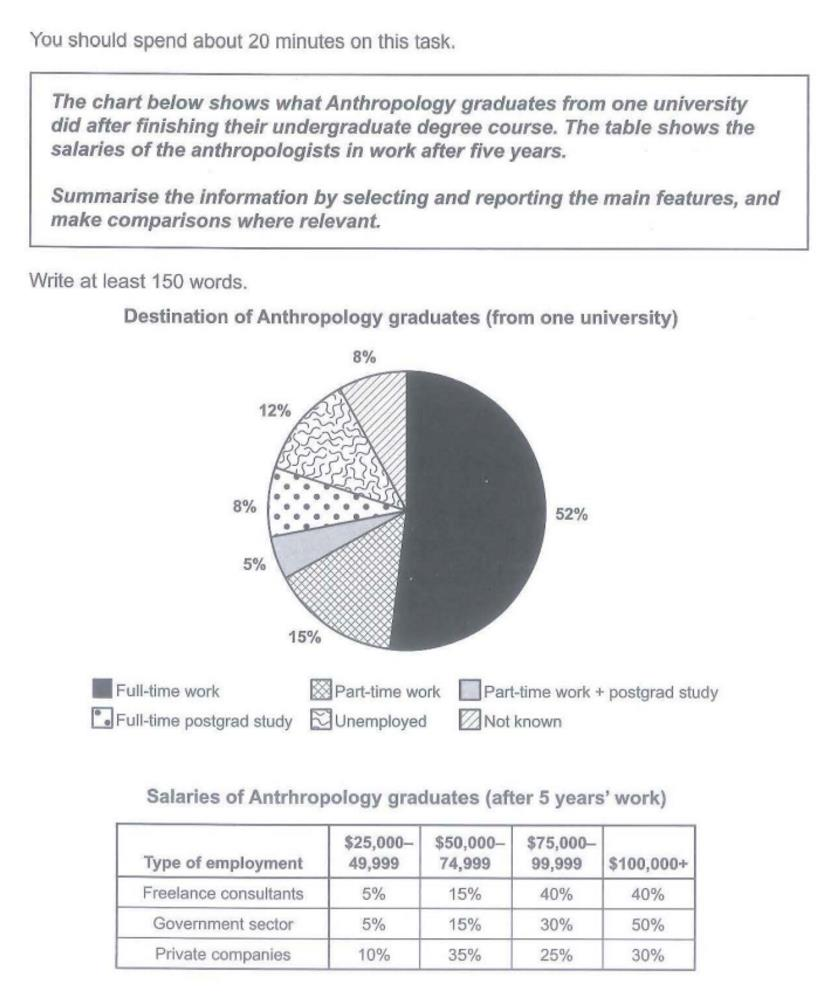 You should spend about 20 minutes on this task.
The chart below shows what Anthropology graduates from one university
did after finishing their undergraduate degree course. The table shows the
salaries of the anthropologists in work after five years.
Summarise the information by selecting and reporting the main features, and
make comparisons where relevant.
Write at least 150 words.
Destination of Anthropology graduates (from one university)
8%
12%
8%
52%
5%
15%
Full-time work Part-time work Part-time work + postgrad study
Full-time postgrad study Unemployed Not known
Salaries of Antrhropology graduates (after 5 years' work)
$25,000– $50,000– $75,000–
Type of employment 49,999 74,999 99,999 $100,000+
Freelance consultants 5% 15% 40% 40%
Government sector 5% 15% 30% 50%
Private companies 10% 35% 25% 30%